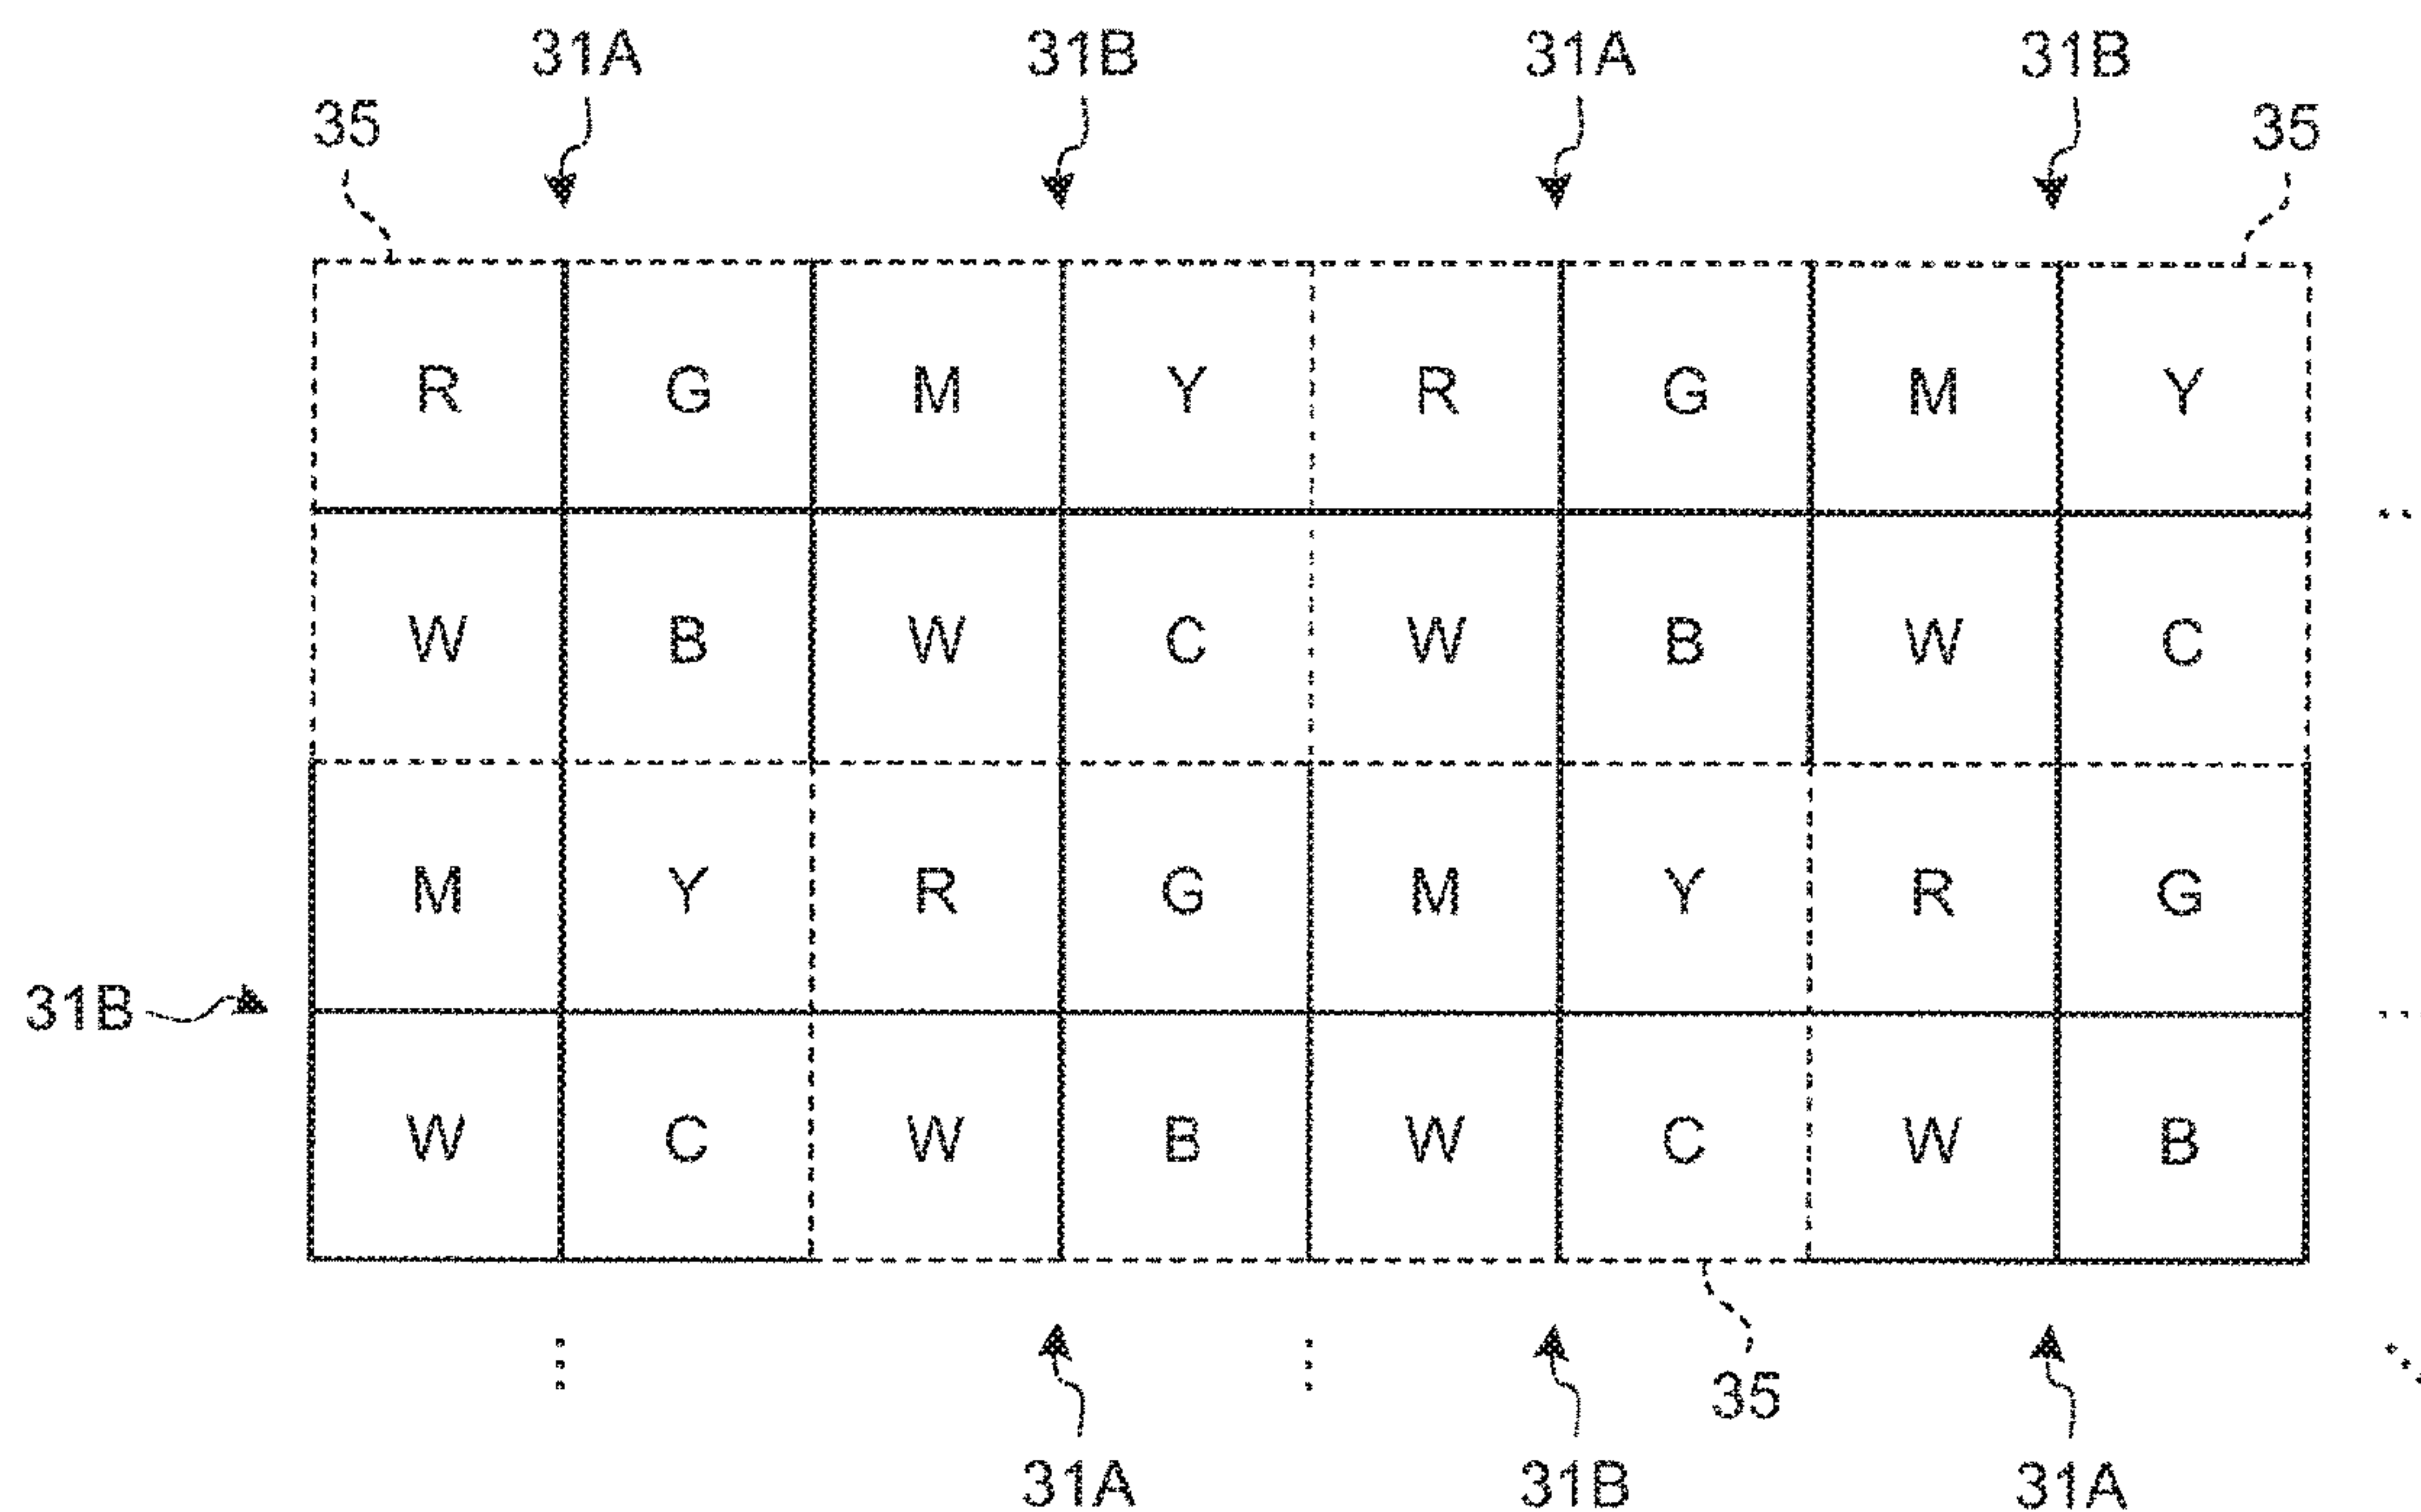 31A 31B 31A 31B
35 35
R G M Y R G M Y
W B W C W B W C
M Y R G M Y R G
31B
W C W B W C W B
35
31A 31B 31A